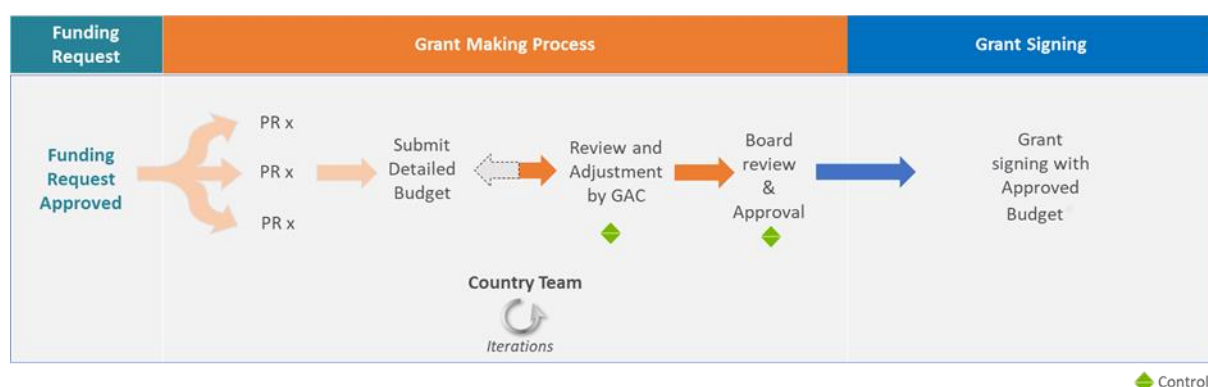 Funding
Request
Grant Making Process
Grant Signing
Funding
Request
Approved
PR x
PR x
PR x
Submit
Detailed
Budget
Review and
Adjustment
by GAC
Board
review
&
Approval
Grant
signing with
Approved
Budget
Country Team
Iterations
Control